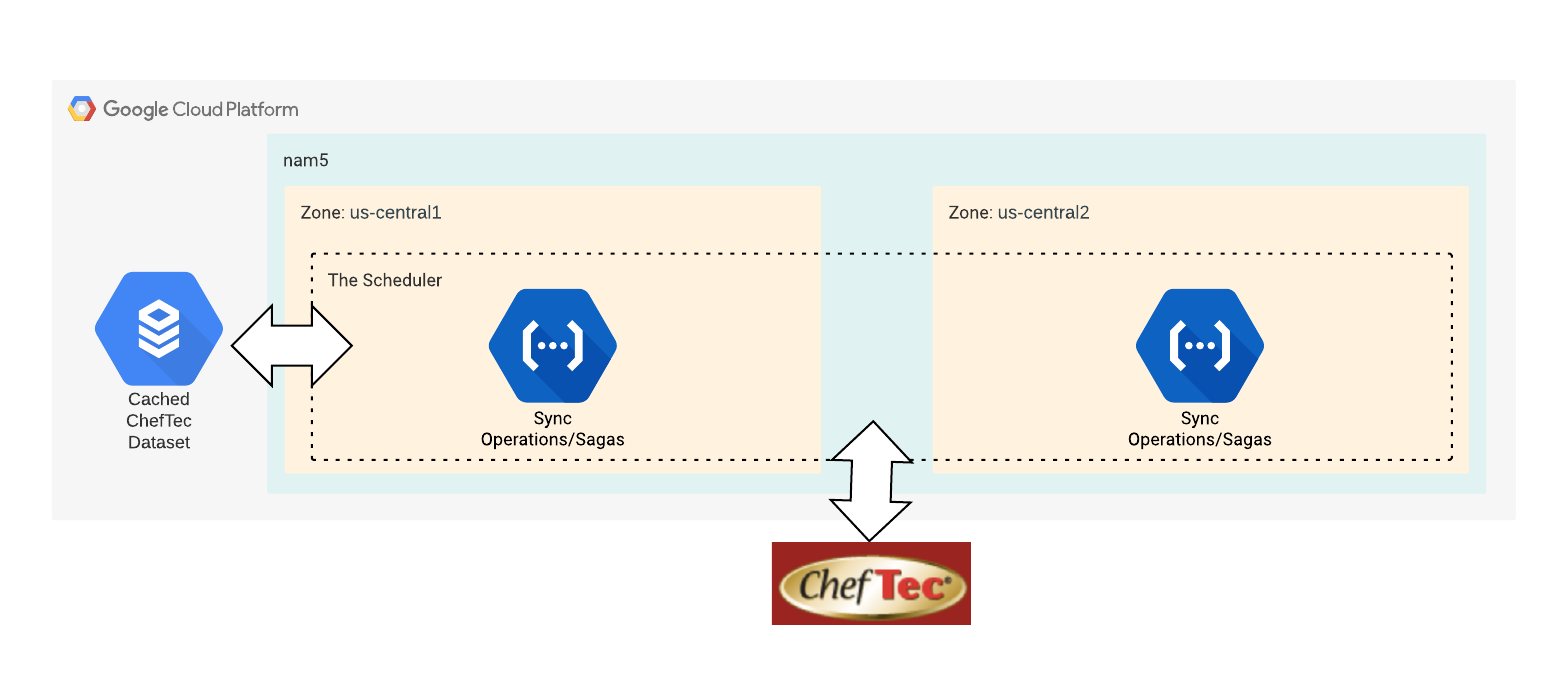 Google Cloud Platform
nam5
Zone: us-central1
Zone: us-central2
The Scheduler
Cached
ChefTec
Dataset
Sync
Operations/Sagas
Sync
Operations/Sagas
ChefTec®